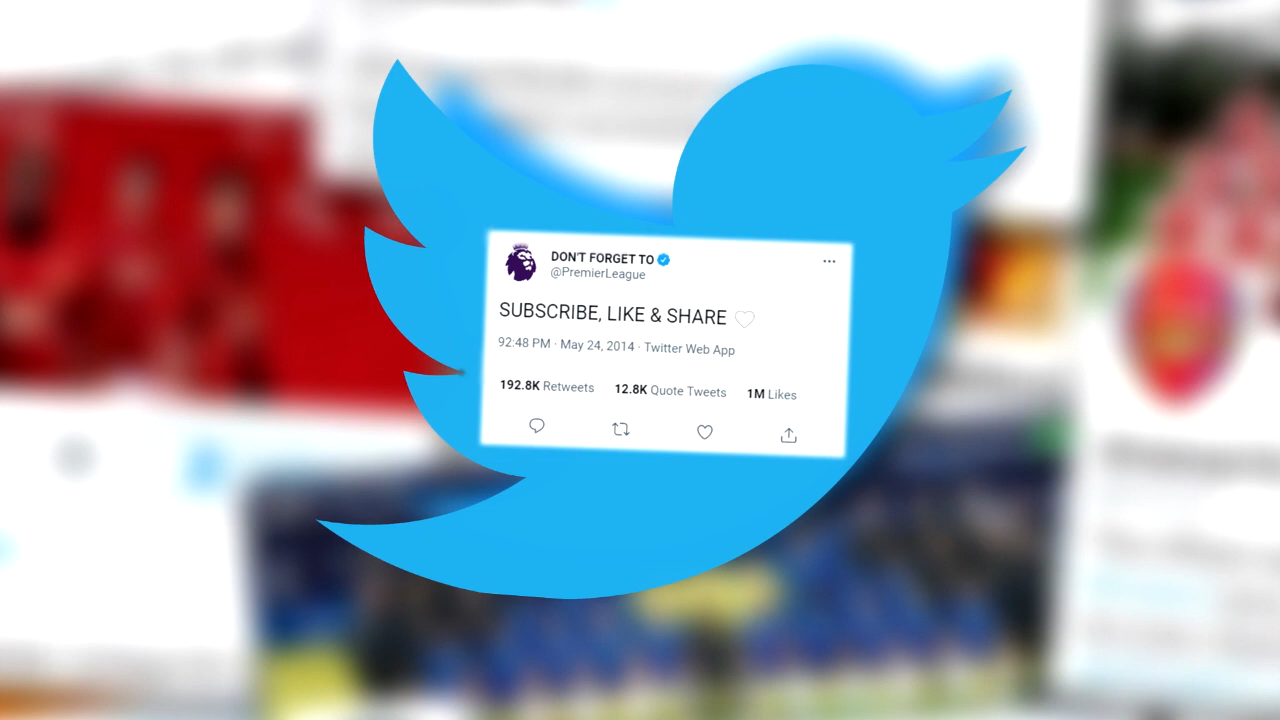 DON'T FORGET TO
@PremierLeague
SUBSCRIBE, LIKE & SHARE
92:48 PM · May 24, 2014 · Twitter Web App
192.8K Retweets 12.8K Quote Tweets 1M Likes